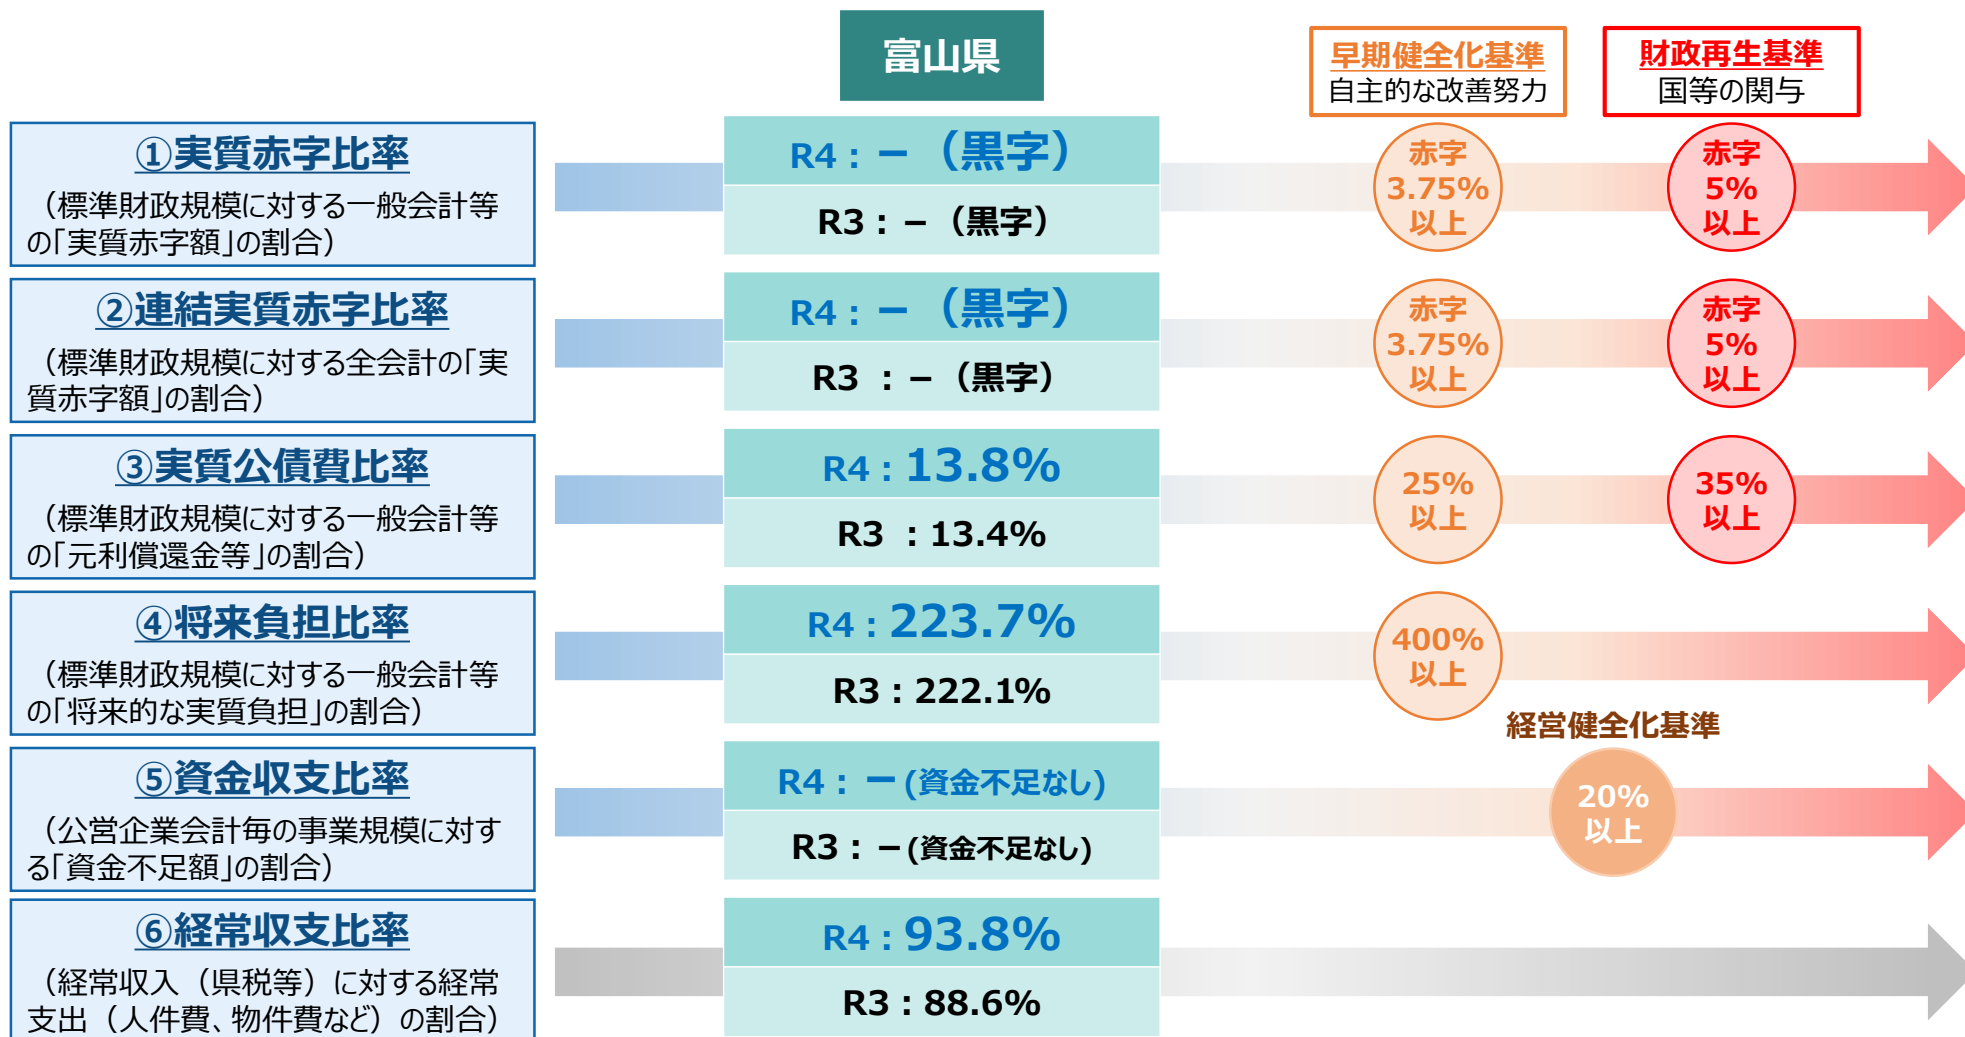 富山県
早期健全化基準
自主的な改善努力
財政再生基準
国等の関与
①実質赤字比率
（標準財政規模に対する一般会計等
の「実質赤字額」の割合）
R4：－（黒字）
R3：－（黒字）
赤字
3.75%
以上
赤字
5%
以上
②連結実質赤字比率
（標準財政規模に対する全会計の「実
質赤字額」の割合）
R4：－（黒字）
R3 ：－（黒字）
赤字
3.75%
以上
赤字
5%
以上
③実質公債費比率
（標準財政規模に対する一般会計等
の「元利償還金等」の割合）
R4：13.8%
R3 ：13.4%
25%
以上
35%
以上
④将来負担比率
（標準財政規模に対する一般会計等
の「将来的な実質負担」の割合）
R4：223.7%
R3：222.1%
400%
以上
経営健全化基準
⑤資金収支比率
（公営企業会計毎の事業規模に対す
る「資金不足額」の割合）
R4：－(資金不足なし)
R3：－(資金不足なし)
20%
以上
⑥経常収支比率
（経常収入（県税等）に対する経常
支出（人件費、物件費など）の割合）
R4：93.8%
R3：88.6%